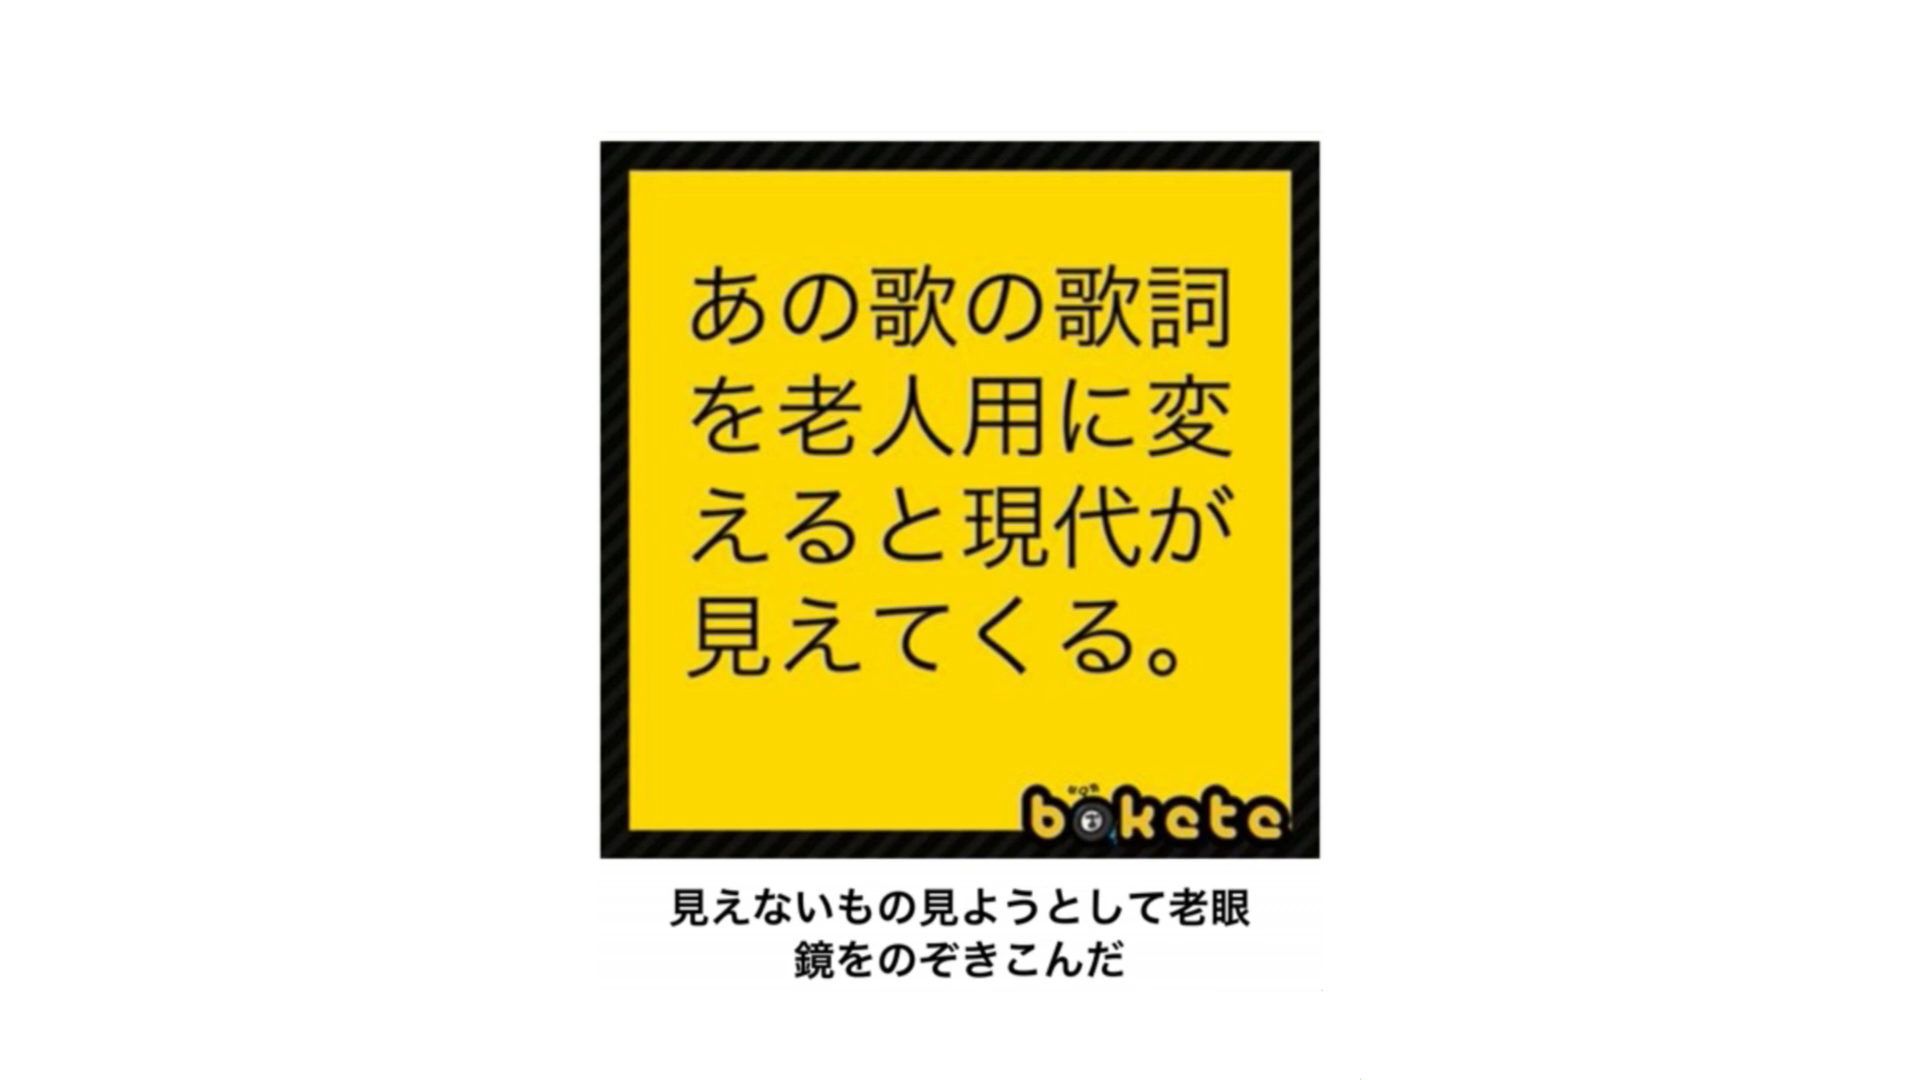 あの歌の歌詞
を老人用に変
えると現代が
見えてくる。
bokete
見えないもの見ようとして老眼
鏡をのぞきこんだ